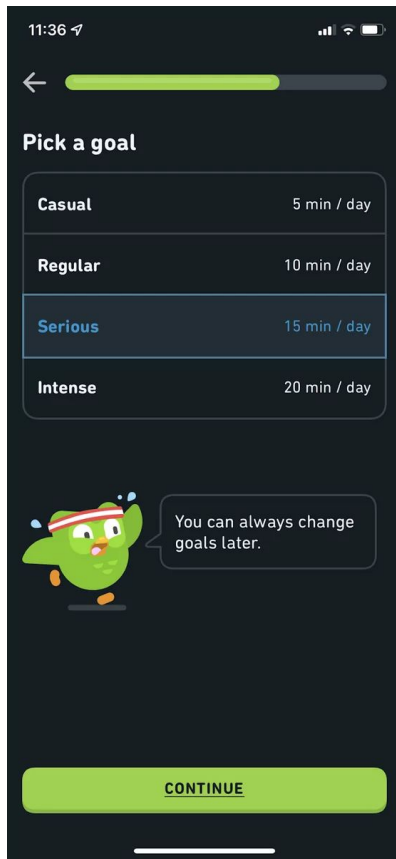 11:36
Pick a goal
Casual 5 min / day
Regular 10 min / day
Serious 15 min / day
Intense 20 min / day
You can always change
goals later.
CONTINUE